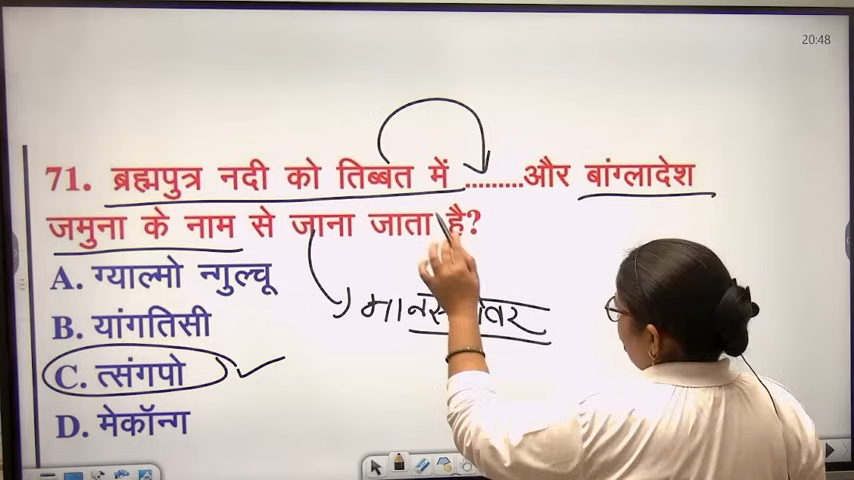 20:48
71. ब्रह्मपुत्र नदी को तिब्बत में .........और बांग्लादेश
जमुना के नाम से जाना जाता है?
A. ग्याल्मो न्गुल्चू
B. यांगतिसी
C. त्संगपो
D. मेकॉन्ग